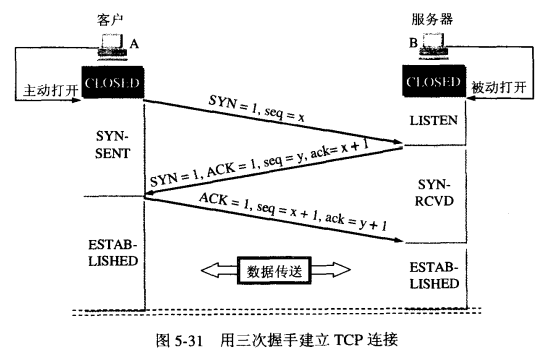 客户
服务器
A
B
主动打开
CLOSED
CLOSED
被动打开
SYN = 1, seq = x
LISTEN
SYN-
SENT
SYN = 1, ACK = 1, seq = y, ack= x + 1
SYN-
RCVD
ACK = 1, seq = x + 1, ack = y + 1
ESTAB-
LISHED
数据传送
ESTAB-
LISHED
图 5-31 用三次握手建立 TCP 连接